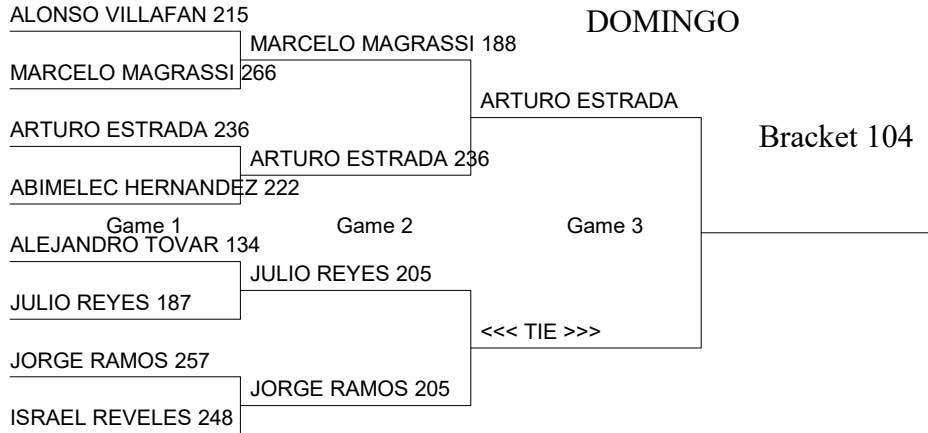 ALONSO VILLAFAN 215
DOMINGO
MARCELO MAGRASSI 188
MARCELO MAGRASSI 266
ARTURO ESTRADA
ARTURO ESTRADA 236
Bracket 104
ARTURO ESTRADA 236
ABIMELEC HERNANDEZ 222
Game 1
Game 2
Game 3
ALEJANDRO TOVAR 134
JULIO REYES 205
JULIO REYES 187
<<< TIE >>>
JORGE RAMOS 257
JORGE RAMOS 205
ISRAEL REVELES 248